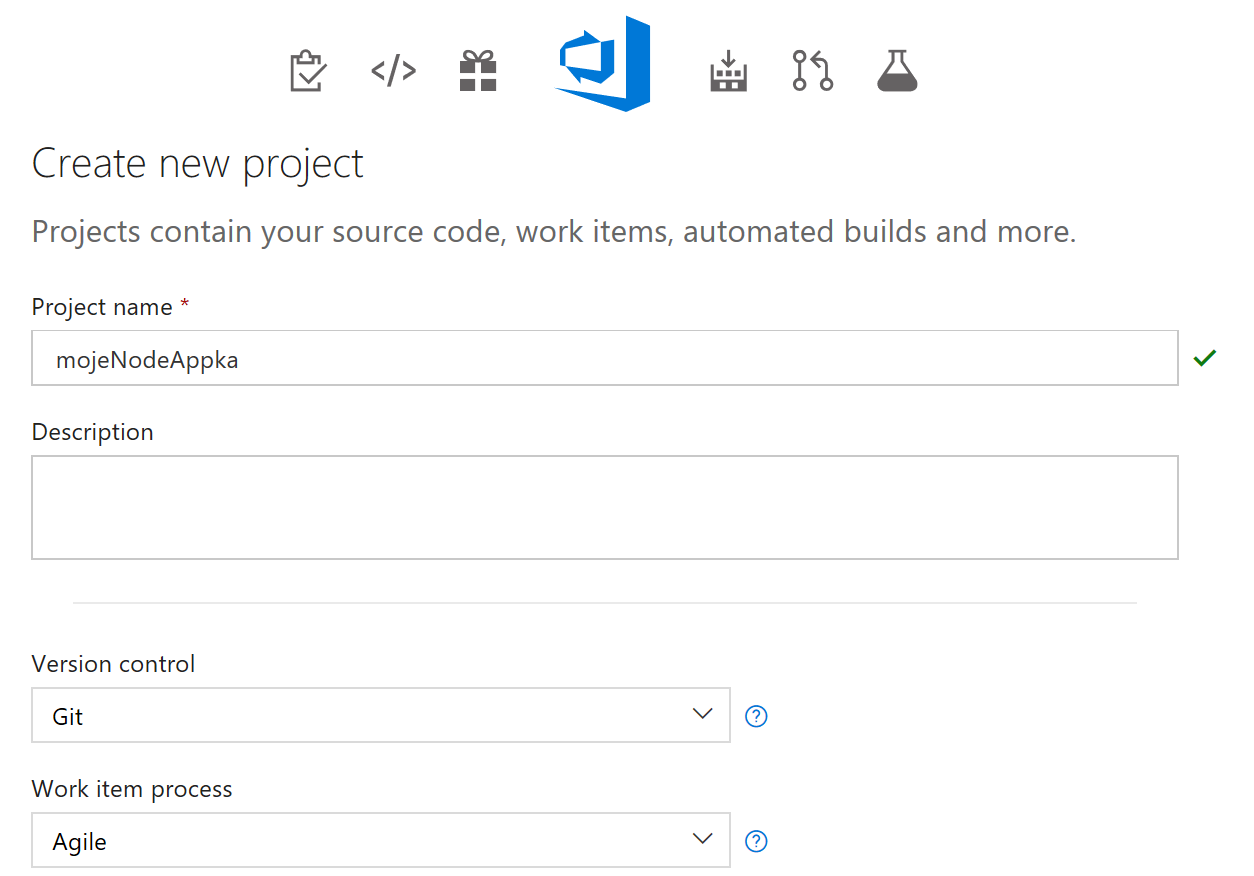 </>
Create new project
Projects contain your source code, work items, automated builds and more.
Project name *
mojeNodeAppka
Description
Version control
Git
?
Work item process
Agile
?